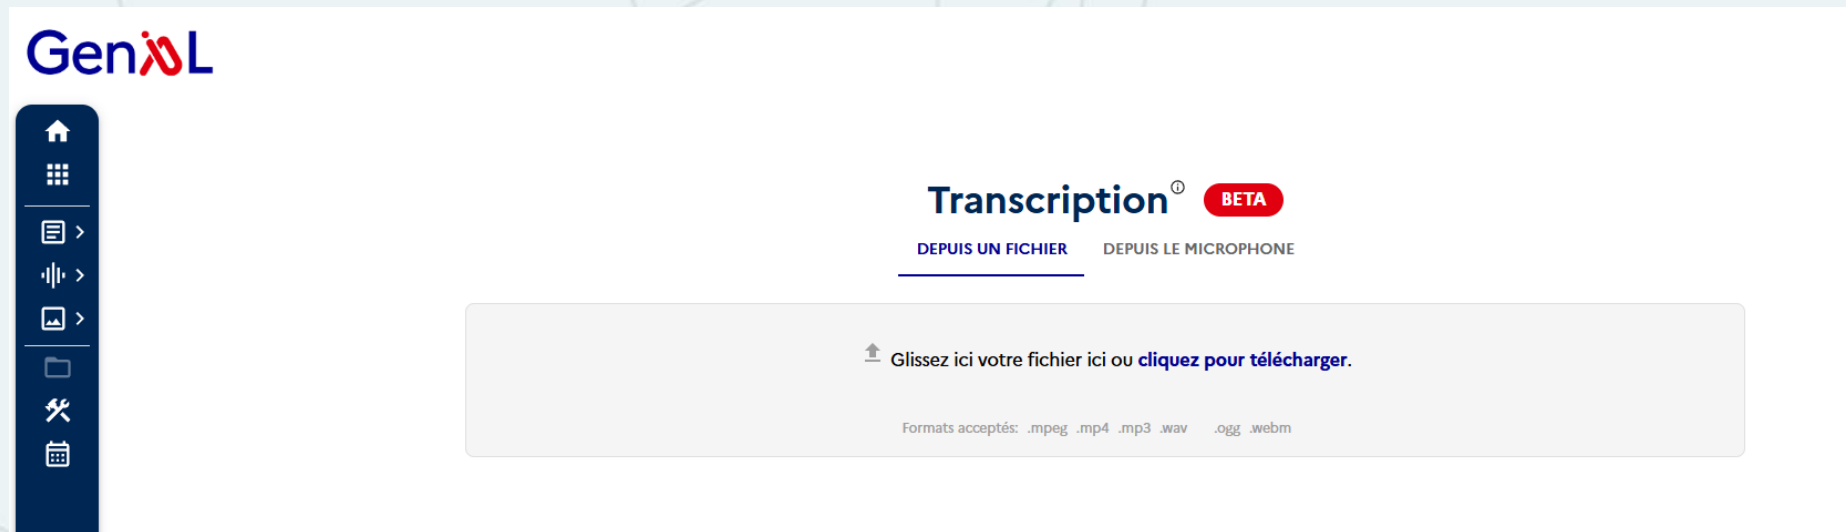 GenIAL
Transcription BETA
DEPUIS UN FICHIER DEPUIS LE MICROPHONE
Glissez ici votre fichier ici ou cliquez pour télécharger.
Formats acceptés: .mpeg .mp4 .mp3 .wav .ogg .webm